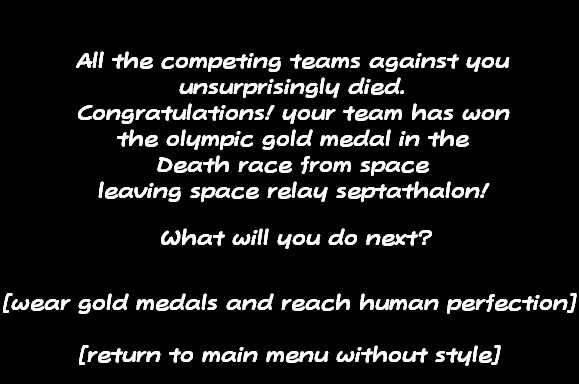 All the competing teams against you
unsurprisingly died.
Congratulations! your team has won
the olympic gold medal in the
Death race from space
leaving space relay septathalon!
What will you do next?
[wear gold medals and reach human perfection]
[return to main menu without style]